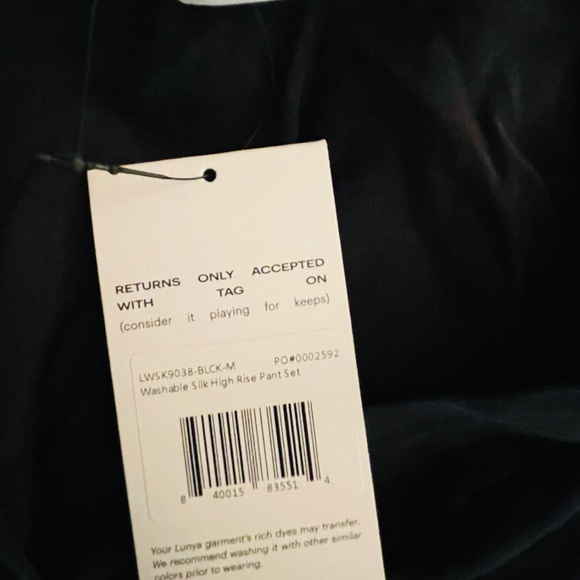 RETURNS ONLY ACCEPTED
WITH TAG ON
(consider it playing for keeps)
LWSK9038-BLCK-M PO#0002592
Washable Silk High Rise Pant Set
8 40015 83551 4
Your Lunya garment's rich dyes may transfer.
We recommend washing it with other similar
colors prior to wearing.